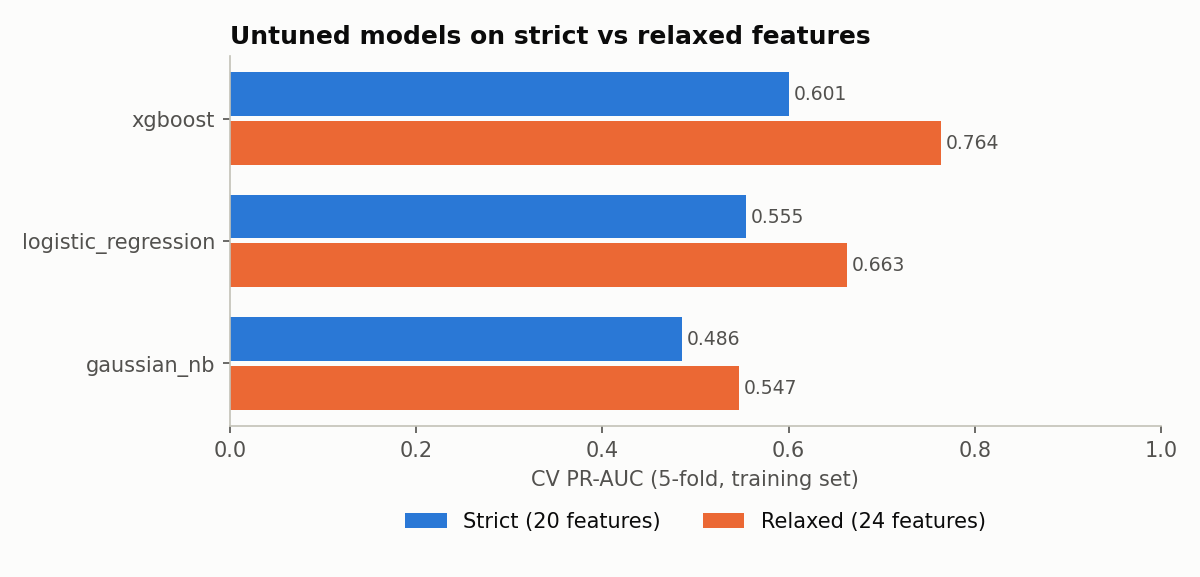 Untuned models on strict vs relaxed features
xgboost
0.601
0.764
logistic_regression
0.555
0.663
gaussian_nb
0.486
0.547
0.0 0.2 0.4 0.6 0.8 1.0
CV PR-AUC (5-fold, training set)
Strict (20 features) Relaxed (24 features)